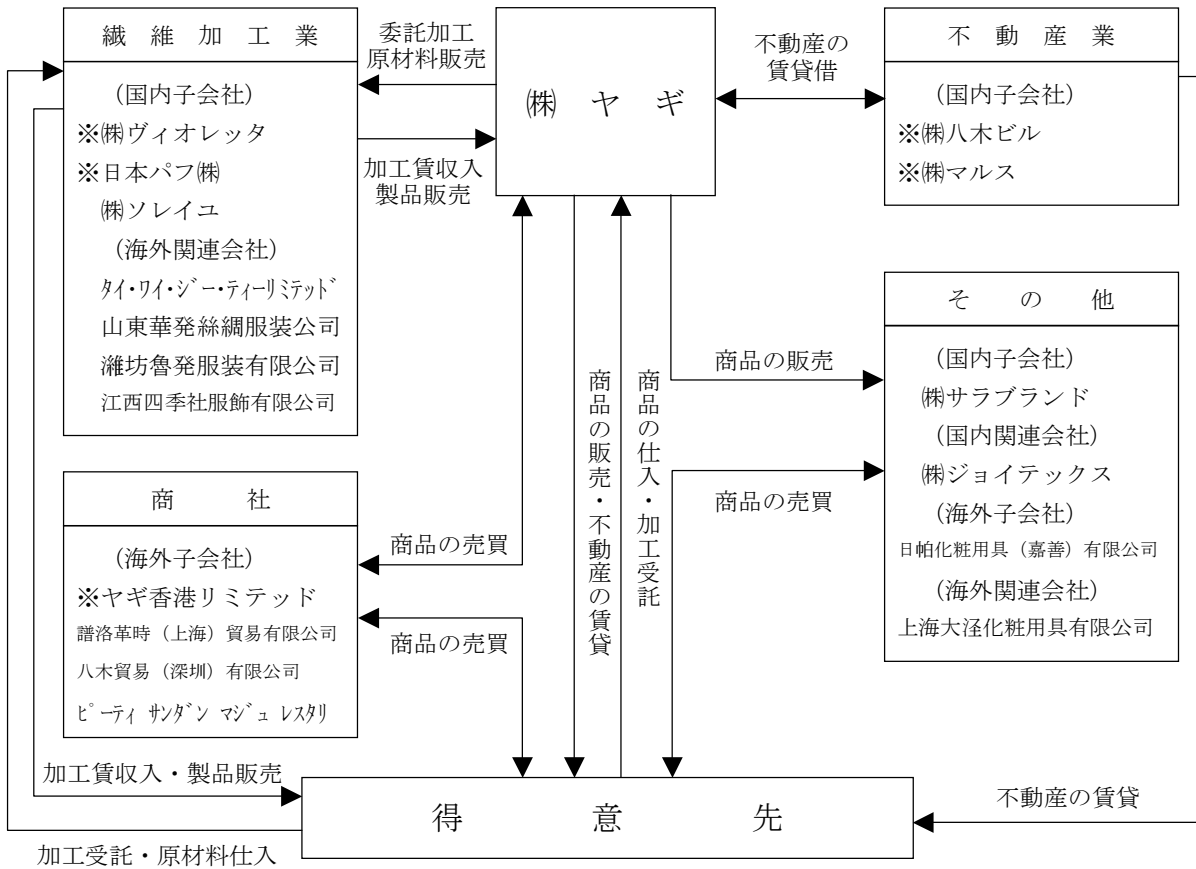 繊維加工業
(国内子会社)
※㈱ヴィオレッタ
※日本パフ㈱
㈱ソレイユ
(海外関連会社)
ﾀｲ・ﾜｲ・ｼﾞｰ・ﾃｨｰﾘﾐﾃｯﾄﾞ
山東華発絲綢服装公司
濰坊魯発服装有限公司
江西四季社服飾有限公司
委託加工
原材料販売
加工賃収入
製品販売
㈱ヤギ
不動産の
賃貸借
不動産業
(国内子会社)
※㈱八木ビル
※㈱マルス
その他
(国内子会社)
㈱サラブランド
(国内関連会社)
㈱ジョイテックス
(海外子会社)
日帕化粧用具(嘉善)有限公司
(海外関連会社)
上海大淫化粧用具有限公司
商品の販売
商品の売買
商品の仕入・加工受託
商品の販売・不動産の賃貸
商社
(海外子会社)
※ヤギ香港リミテッド
譜洛革時(上海)貿易有限公司
八木貿易(深圳)有限公司
ﾋﾟｰﾃｨ ｻﾝﾀﾞﾝ ﾏｼﾞｭ ﾚｽﾀﾘ
商品の売買
商品の売買
加工賃収入・製品販売
得意先
不動産の賃貸
加工受託・原材料仕入